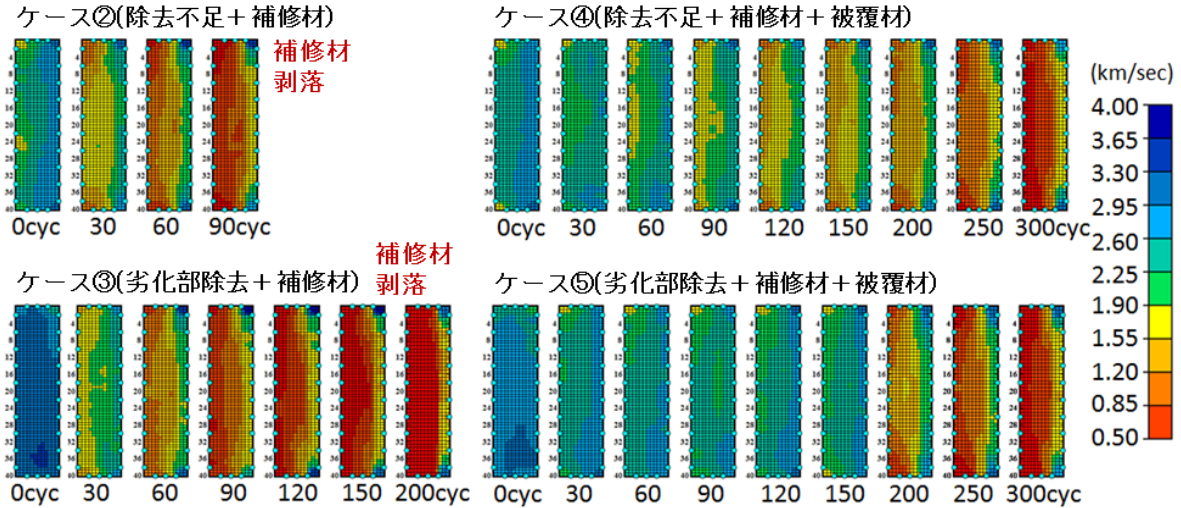 ケース②(除去不足+補修材)
補修材
剥落
0cyc 30 60 90cyc
ケース④(除去不足+補修材+被覆材)
0cyc 30 60 90 120 150 200 250 300cyc
(km/sec)
4.00
3.65
3.30
2.95
2.60
2.25
1.90
1.55
1.20
0.85
0.50
ケース③(劣化部除去+補修材)
補修材
剥落
0cyc 30 60 90 120 150 200cyc
ケース⑤(劣化部除去+補修材+被覆材)
0cyc 30 60 90 120 150 200 250 300cyc